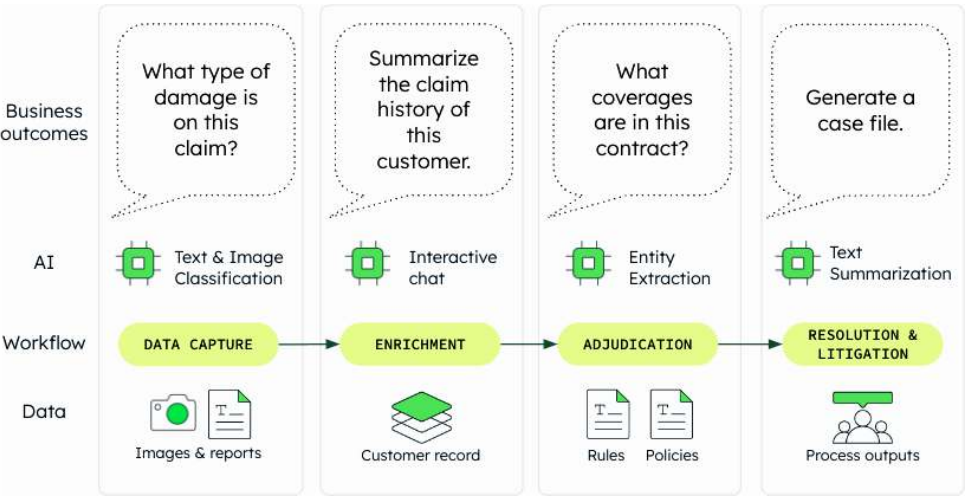 Business
outcomes
What type of
damage is
on this
claim?
Summarize
the claim
history of
this
customer.
What
coverages
are in this
contract?
Generate a
case file.
AI
Text & Image
Classification
Interactive
chat
Entity
Extraction
Text
Summarization
Workflow
DATA CAPTURE
ENRICHMENT
ADJUDICATION
RESOLUTION &
LITIGATION
Data
T
T
T
Images & reports
Customer record
Rules
Policies
Process outputs